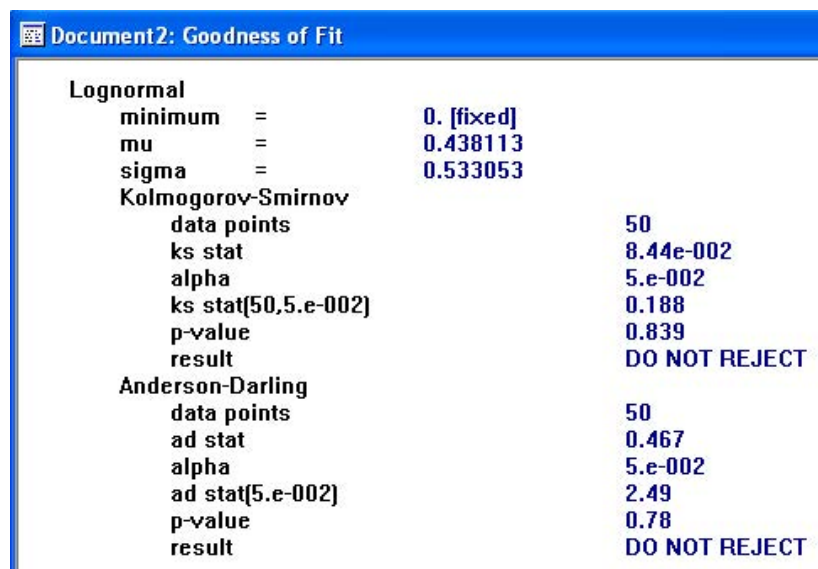 Document2: Goodness of Fit
Lognormal
minimum = 0. [fixed]
mu = 0.438113
sigma = 0.533053
Kolmogorov-Smirnov
data points 50
ks stat 8.44e-002
alpha 5.e-002
ks stat(50,5.e-002) 0.188
p-value 0.839
result DO NOT REJECT
Anderson-Darling
data points 50
ad stat 0.467
alpha 5.e-002
ad stat(5.e-002) 2.49
p-value 0.78
result DO NOT REJECT